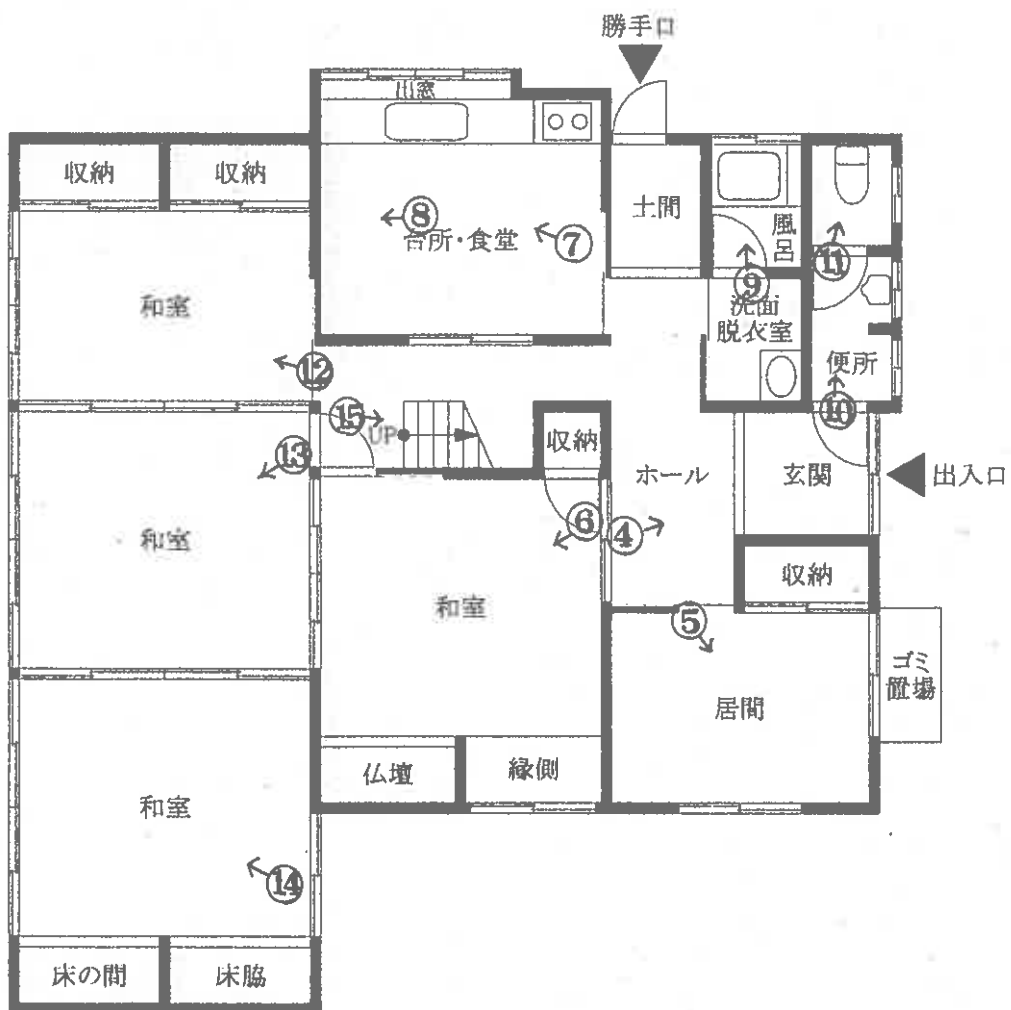 勝手口
出窓
収納
収納
土間
風呂
⑧
台所・食堂
⑦
⑪
⑨
洗面
脱衣室
和室
便所
⑫
⑩
⑮
UP
収納
⑬
ホール
玄関
出入口
⑥
④
和室
収納
和室
⑤
ゴミ
置場
居間
仏壇
縁側
和室
⑭
床の間
床脇